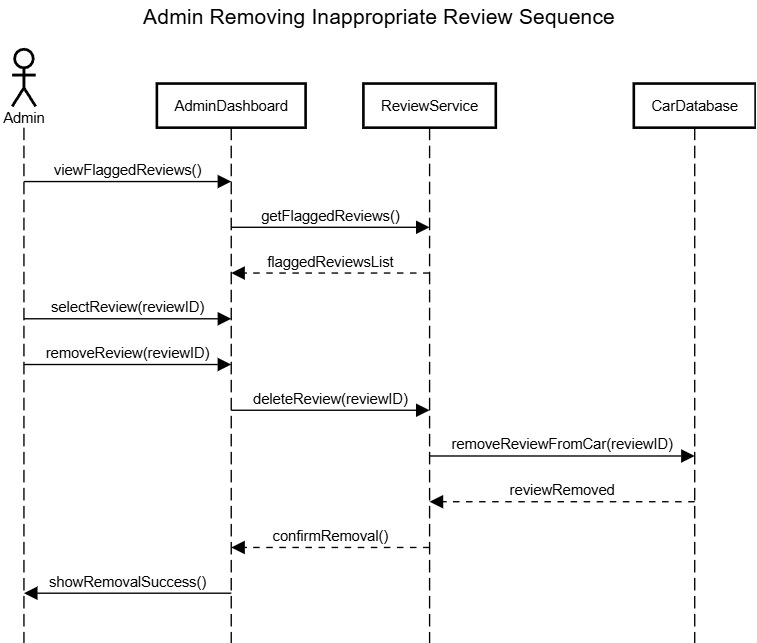 Admin Removing Inappropriate Review Sequence
Admin
AdminDashboard
ReviewService
CarDatabase
viewFlaggedReviews()
getFlaggedReviews()
flaggedReviewsList
selectReview(reviewID)
removeReview(reviewID)
deleteReview(reviewID)
removeReviewFromCar(reviewID)
reviewRemoved
confirmRemoval()
showRemovalSuccess()